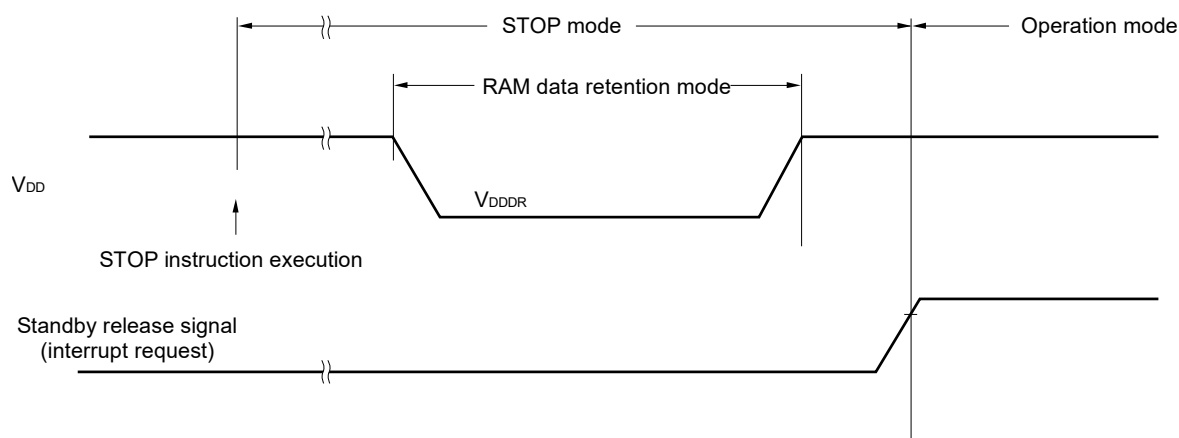 STOP mode
Operation mode
RAM data retention mode
VDD
VDDDR
STOP instruction execution
Standby release signal
(interrupt request)